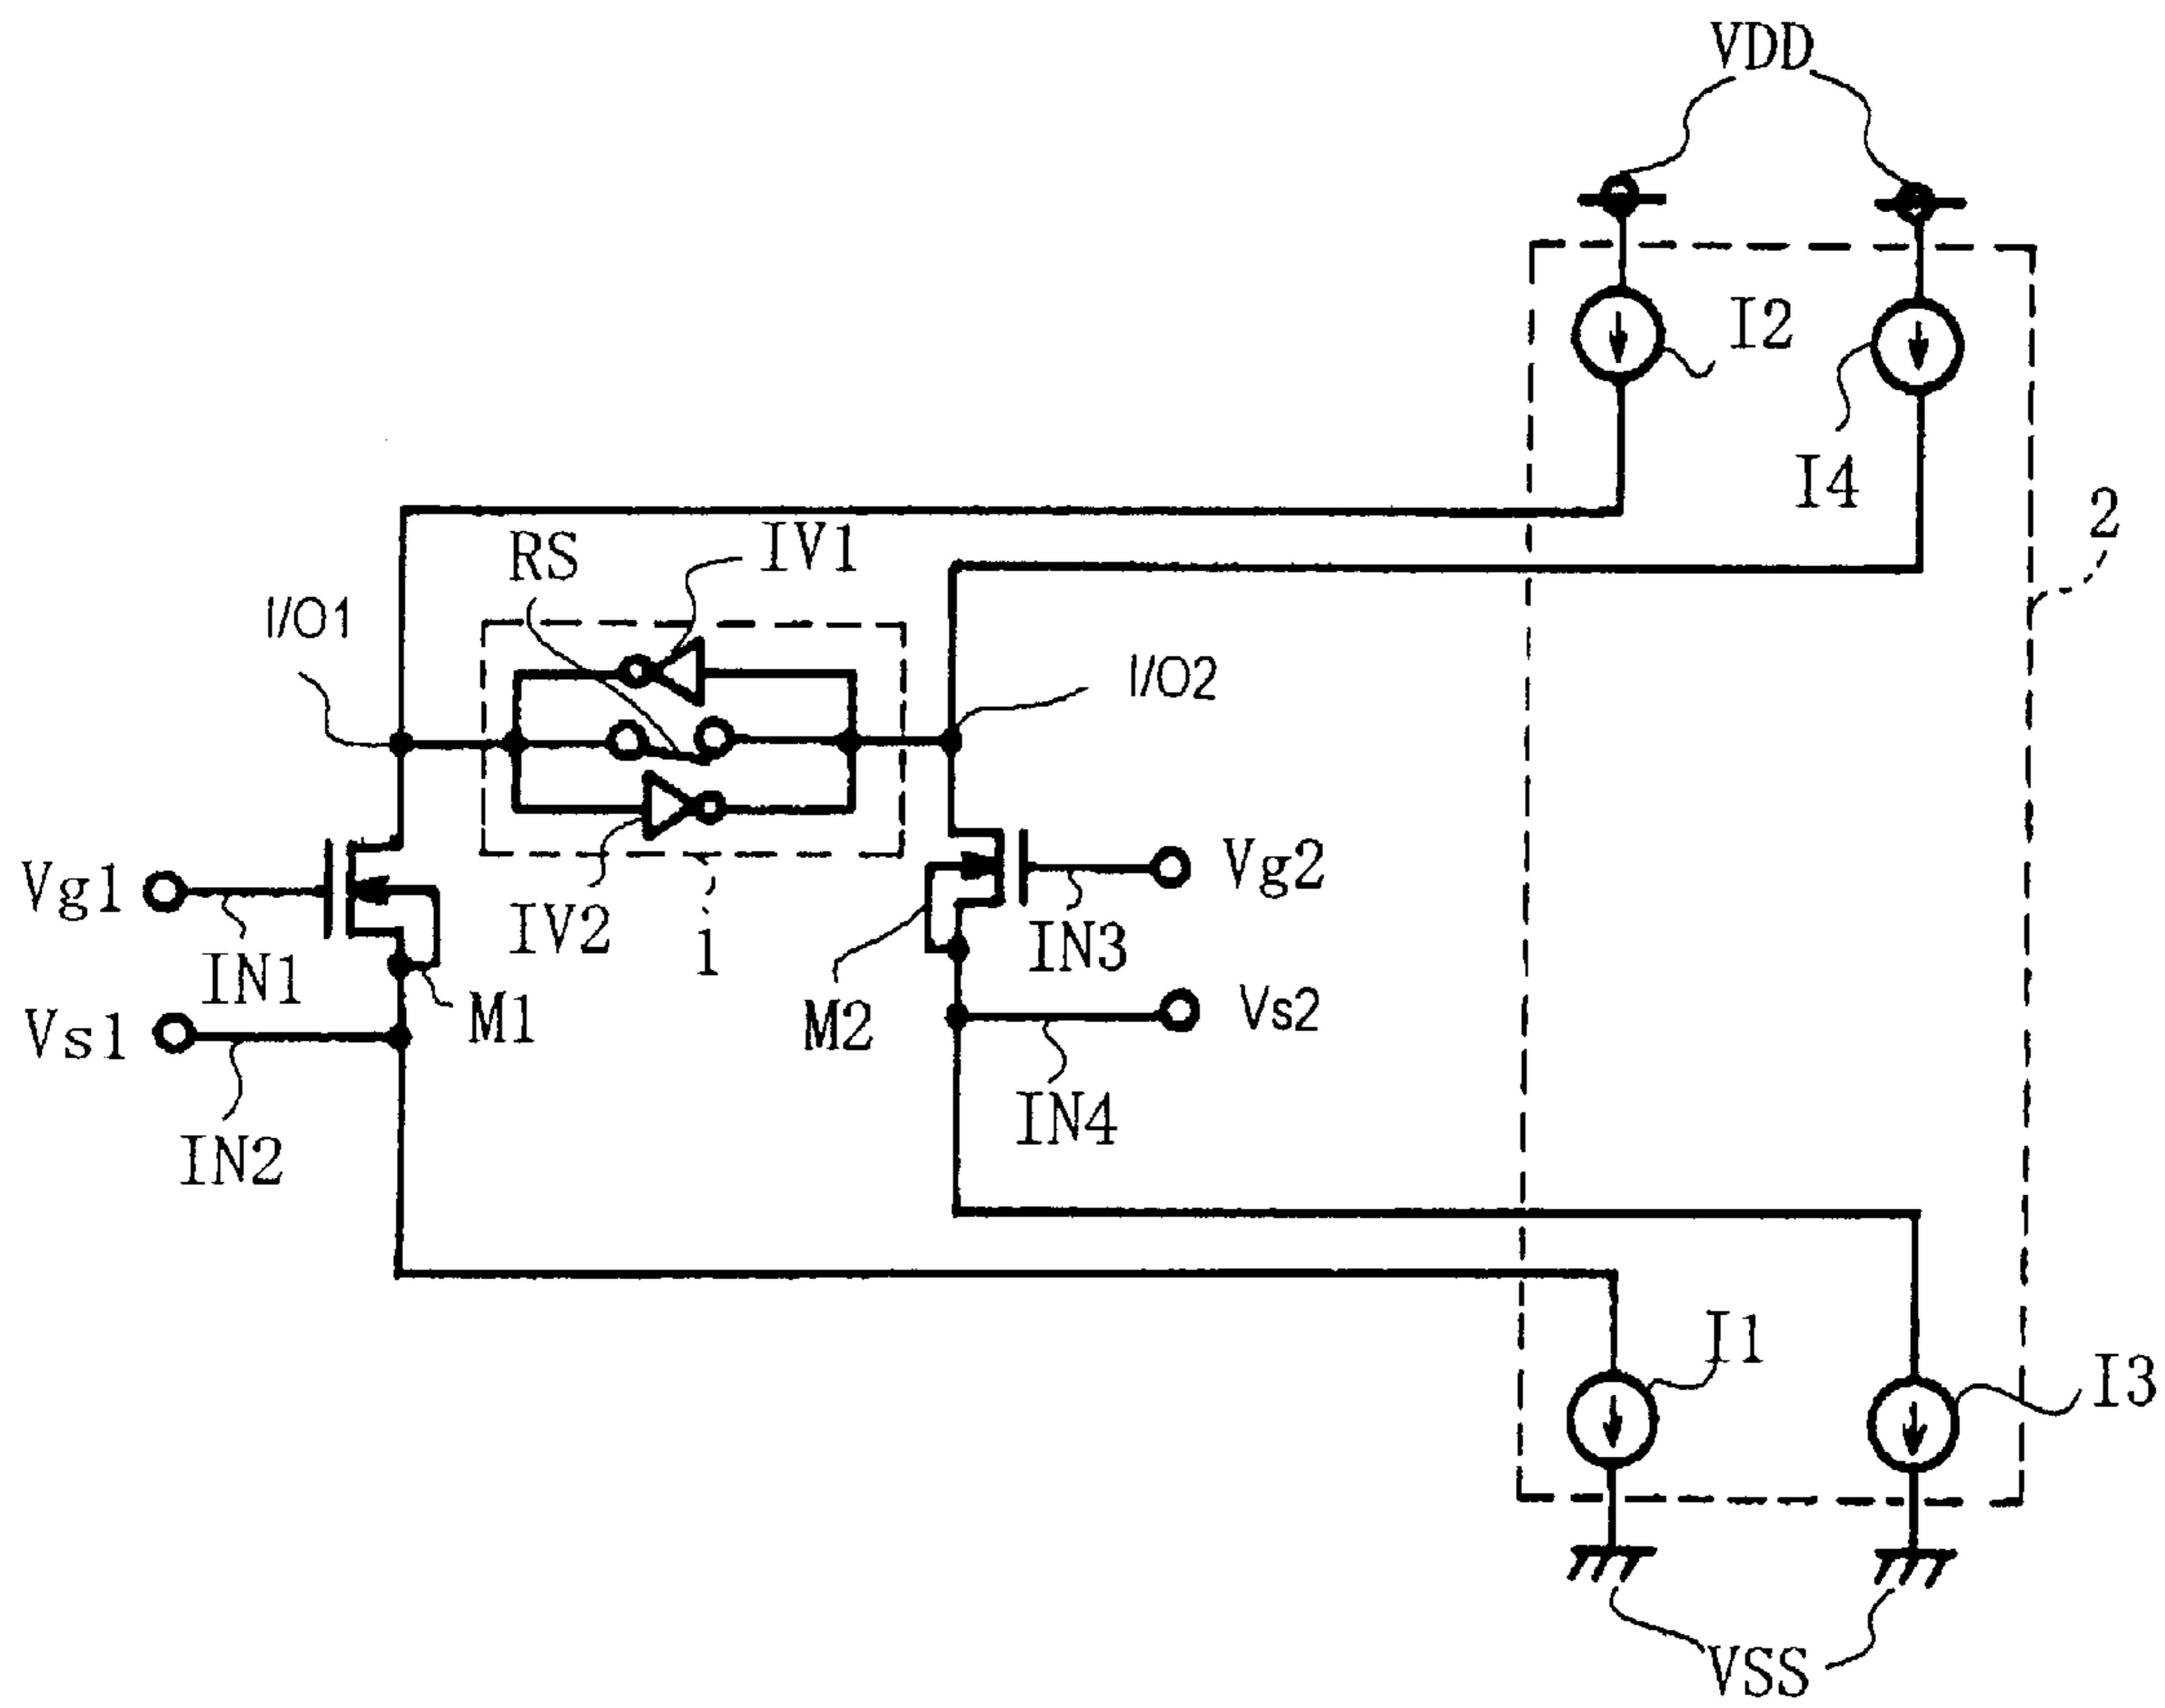 VDD
I2
I4
2
RS
IV1
I/O1
I/O2
Vg1
IN1
Vs1
M1
IN2
IV2
1
Vg2
IN3
M2
Vs2
IN4
I1
I3
VSS